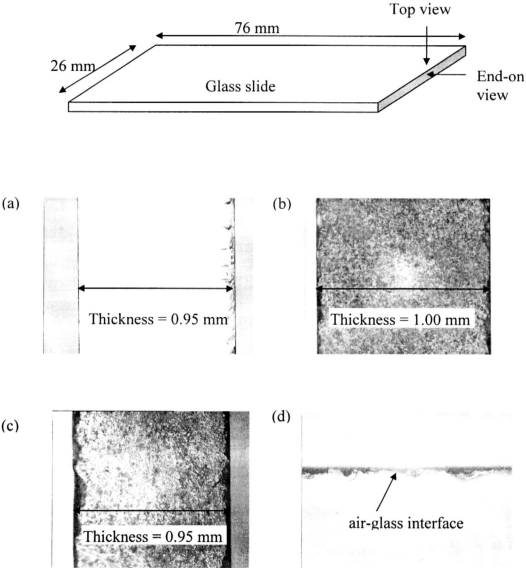 Top view
76 mm
26 mm
Glass slide
End-on
view
(a)
(b)
Thickness = 0.95 mm
Thickness = 1.00 mm
(c)
(d)
air-glass interface
Thickness = 0.95 mm